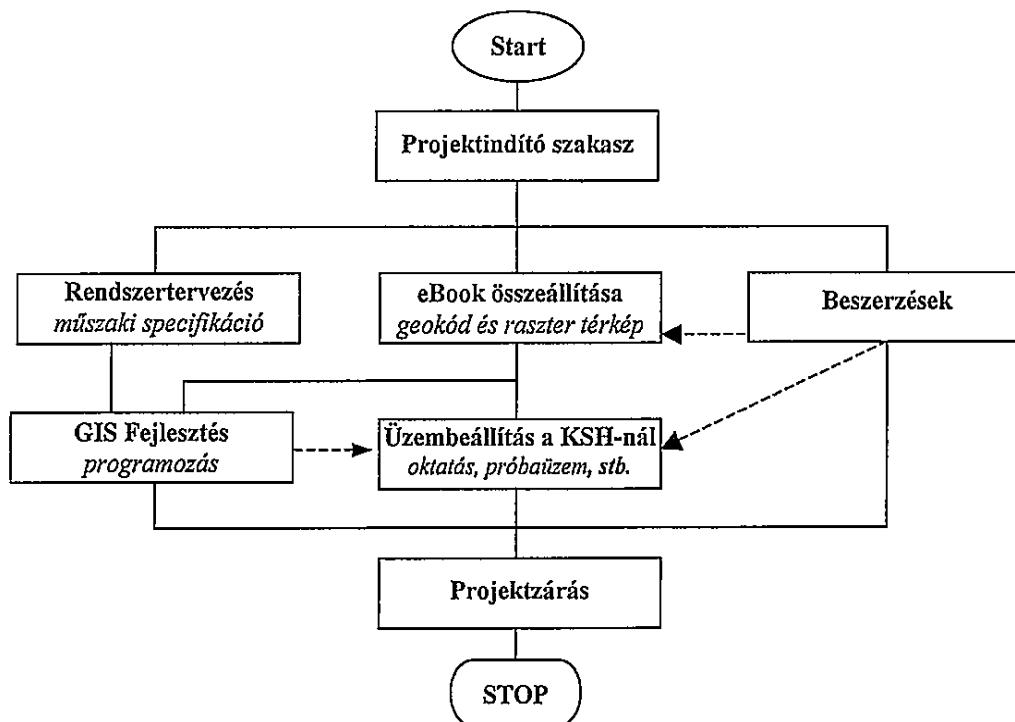 Start
Projektindító szakasz
Rendszertervezés
műszaki specifikáció
eBook összeállítása
geokód és raszter térkép
Beszerzések
GIS Fejlesztés
programozás
Üzembeállítás a KSH-nál
oktatás, próbaüzem, stb.
Projektzárás
STOP